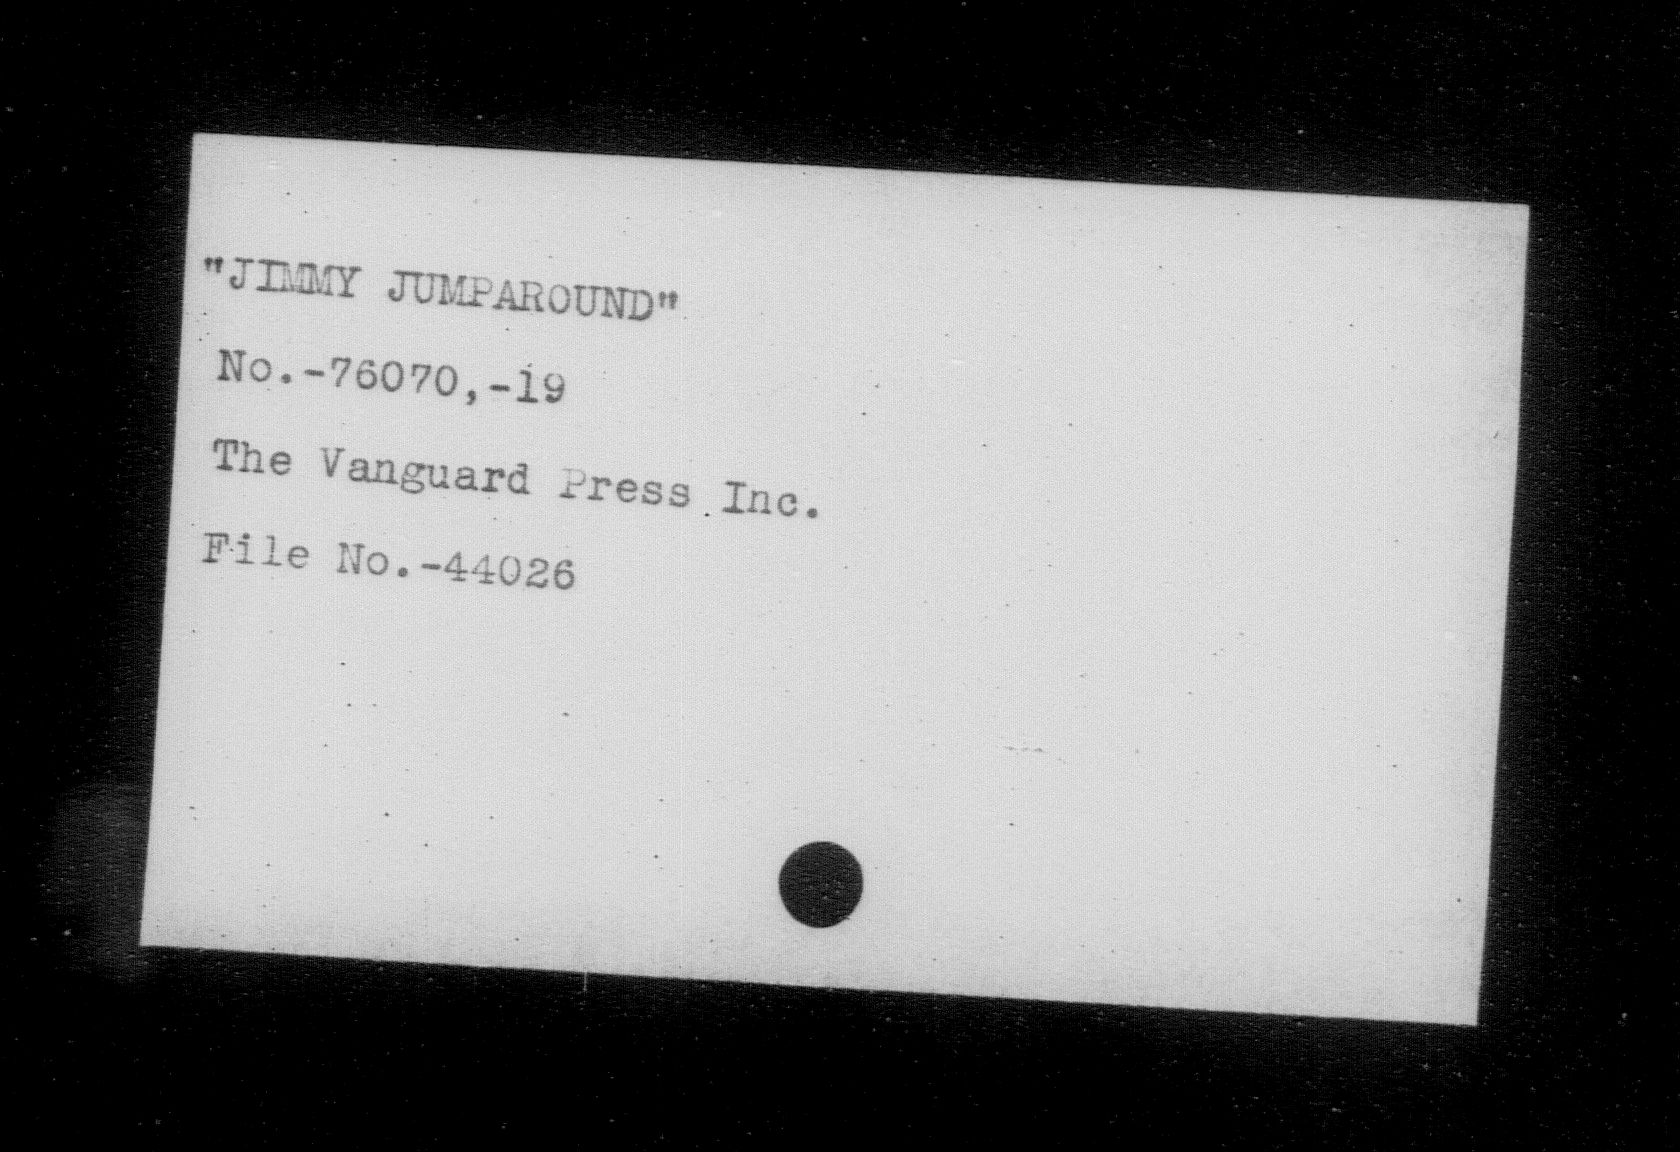 "JIMMY JUMPAROUND"
No.-76070,-19
The Vanguard Press Inc.
File No.-44026